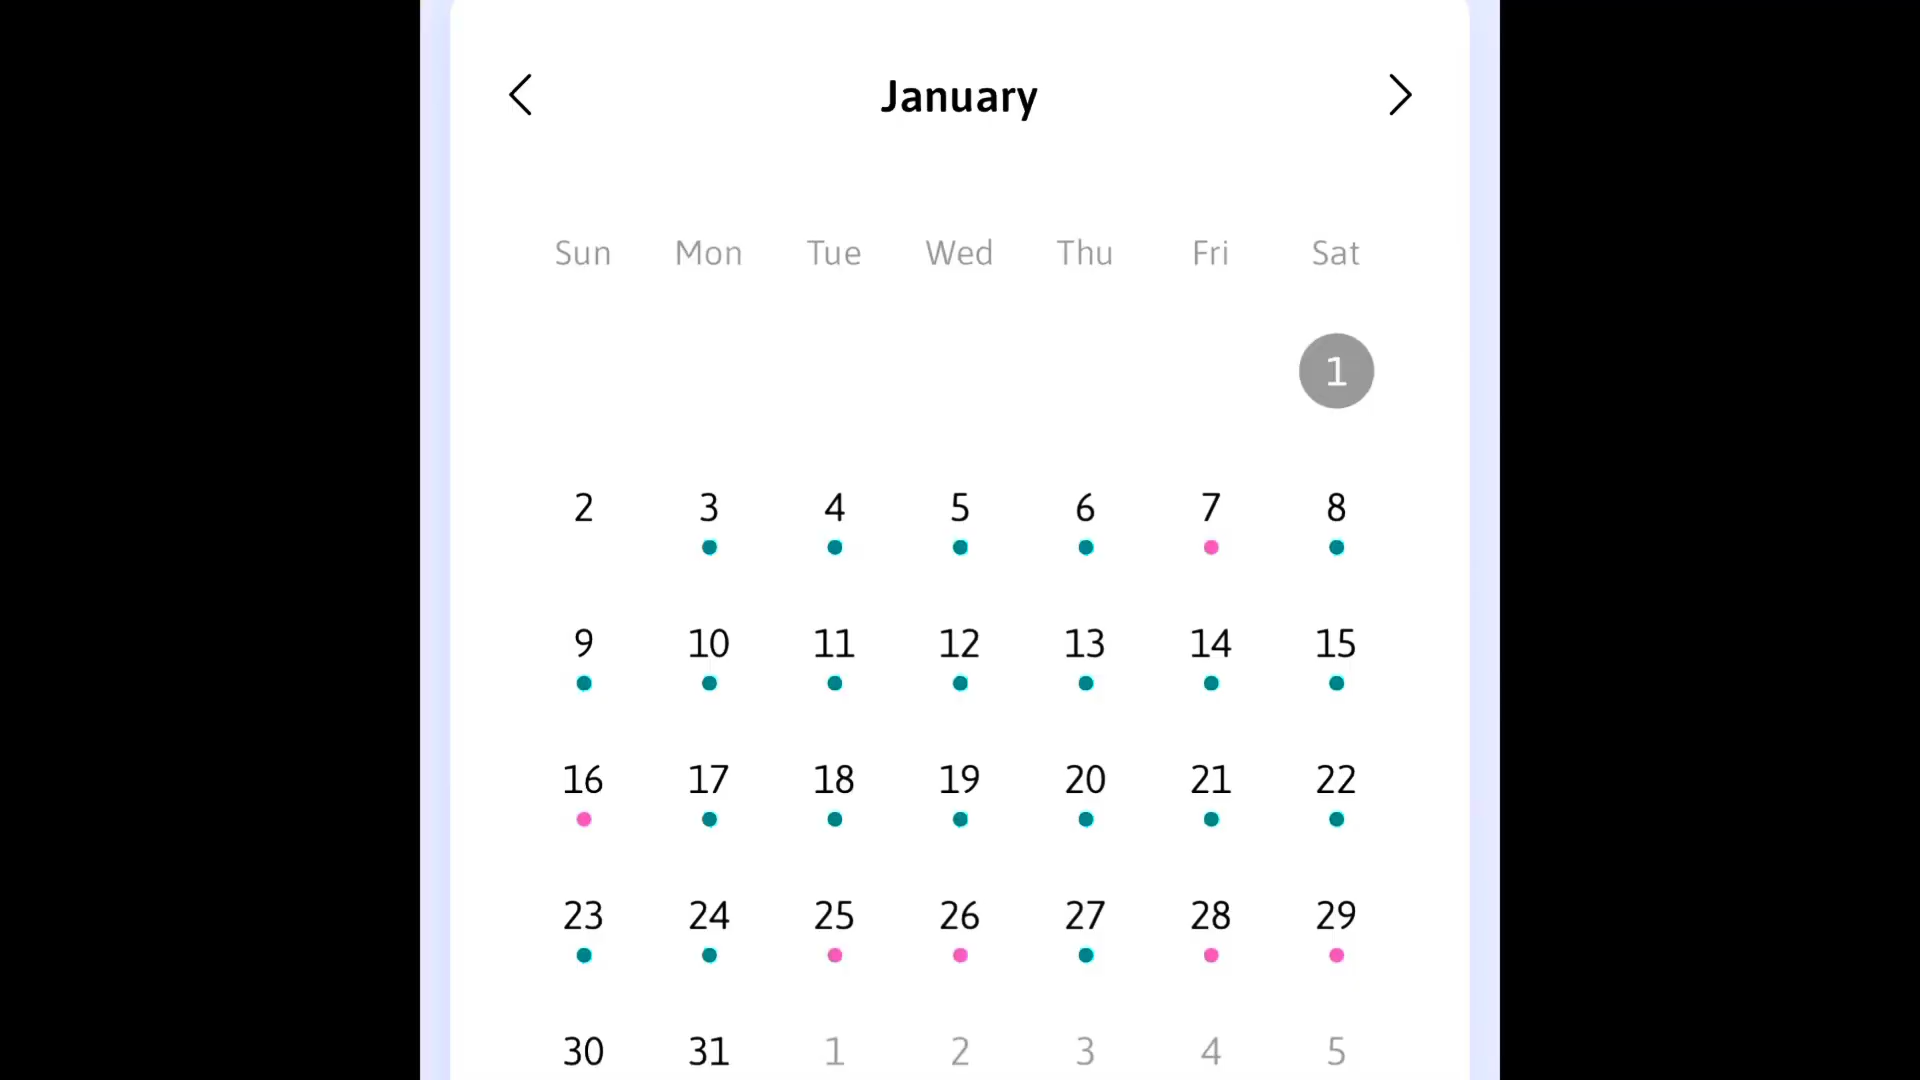 January
Sun Mon Tue Wed Thu Fri Sat
1
2 3 4 5 6 7 8
9 10 11 12 13 14 15
16 17 18 19 20 21 22
23 24 25 26 27 28 29
30 31 1 2 3 4 5